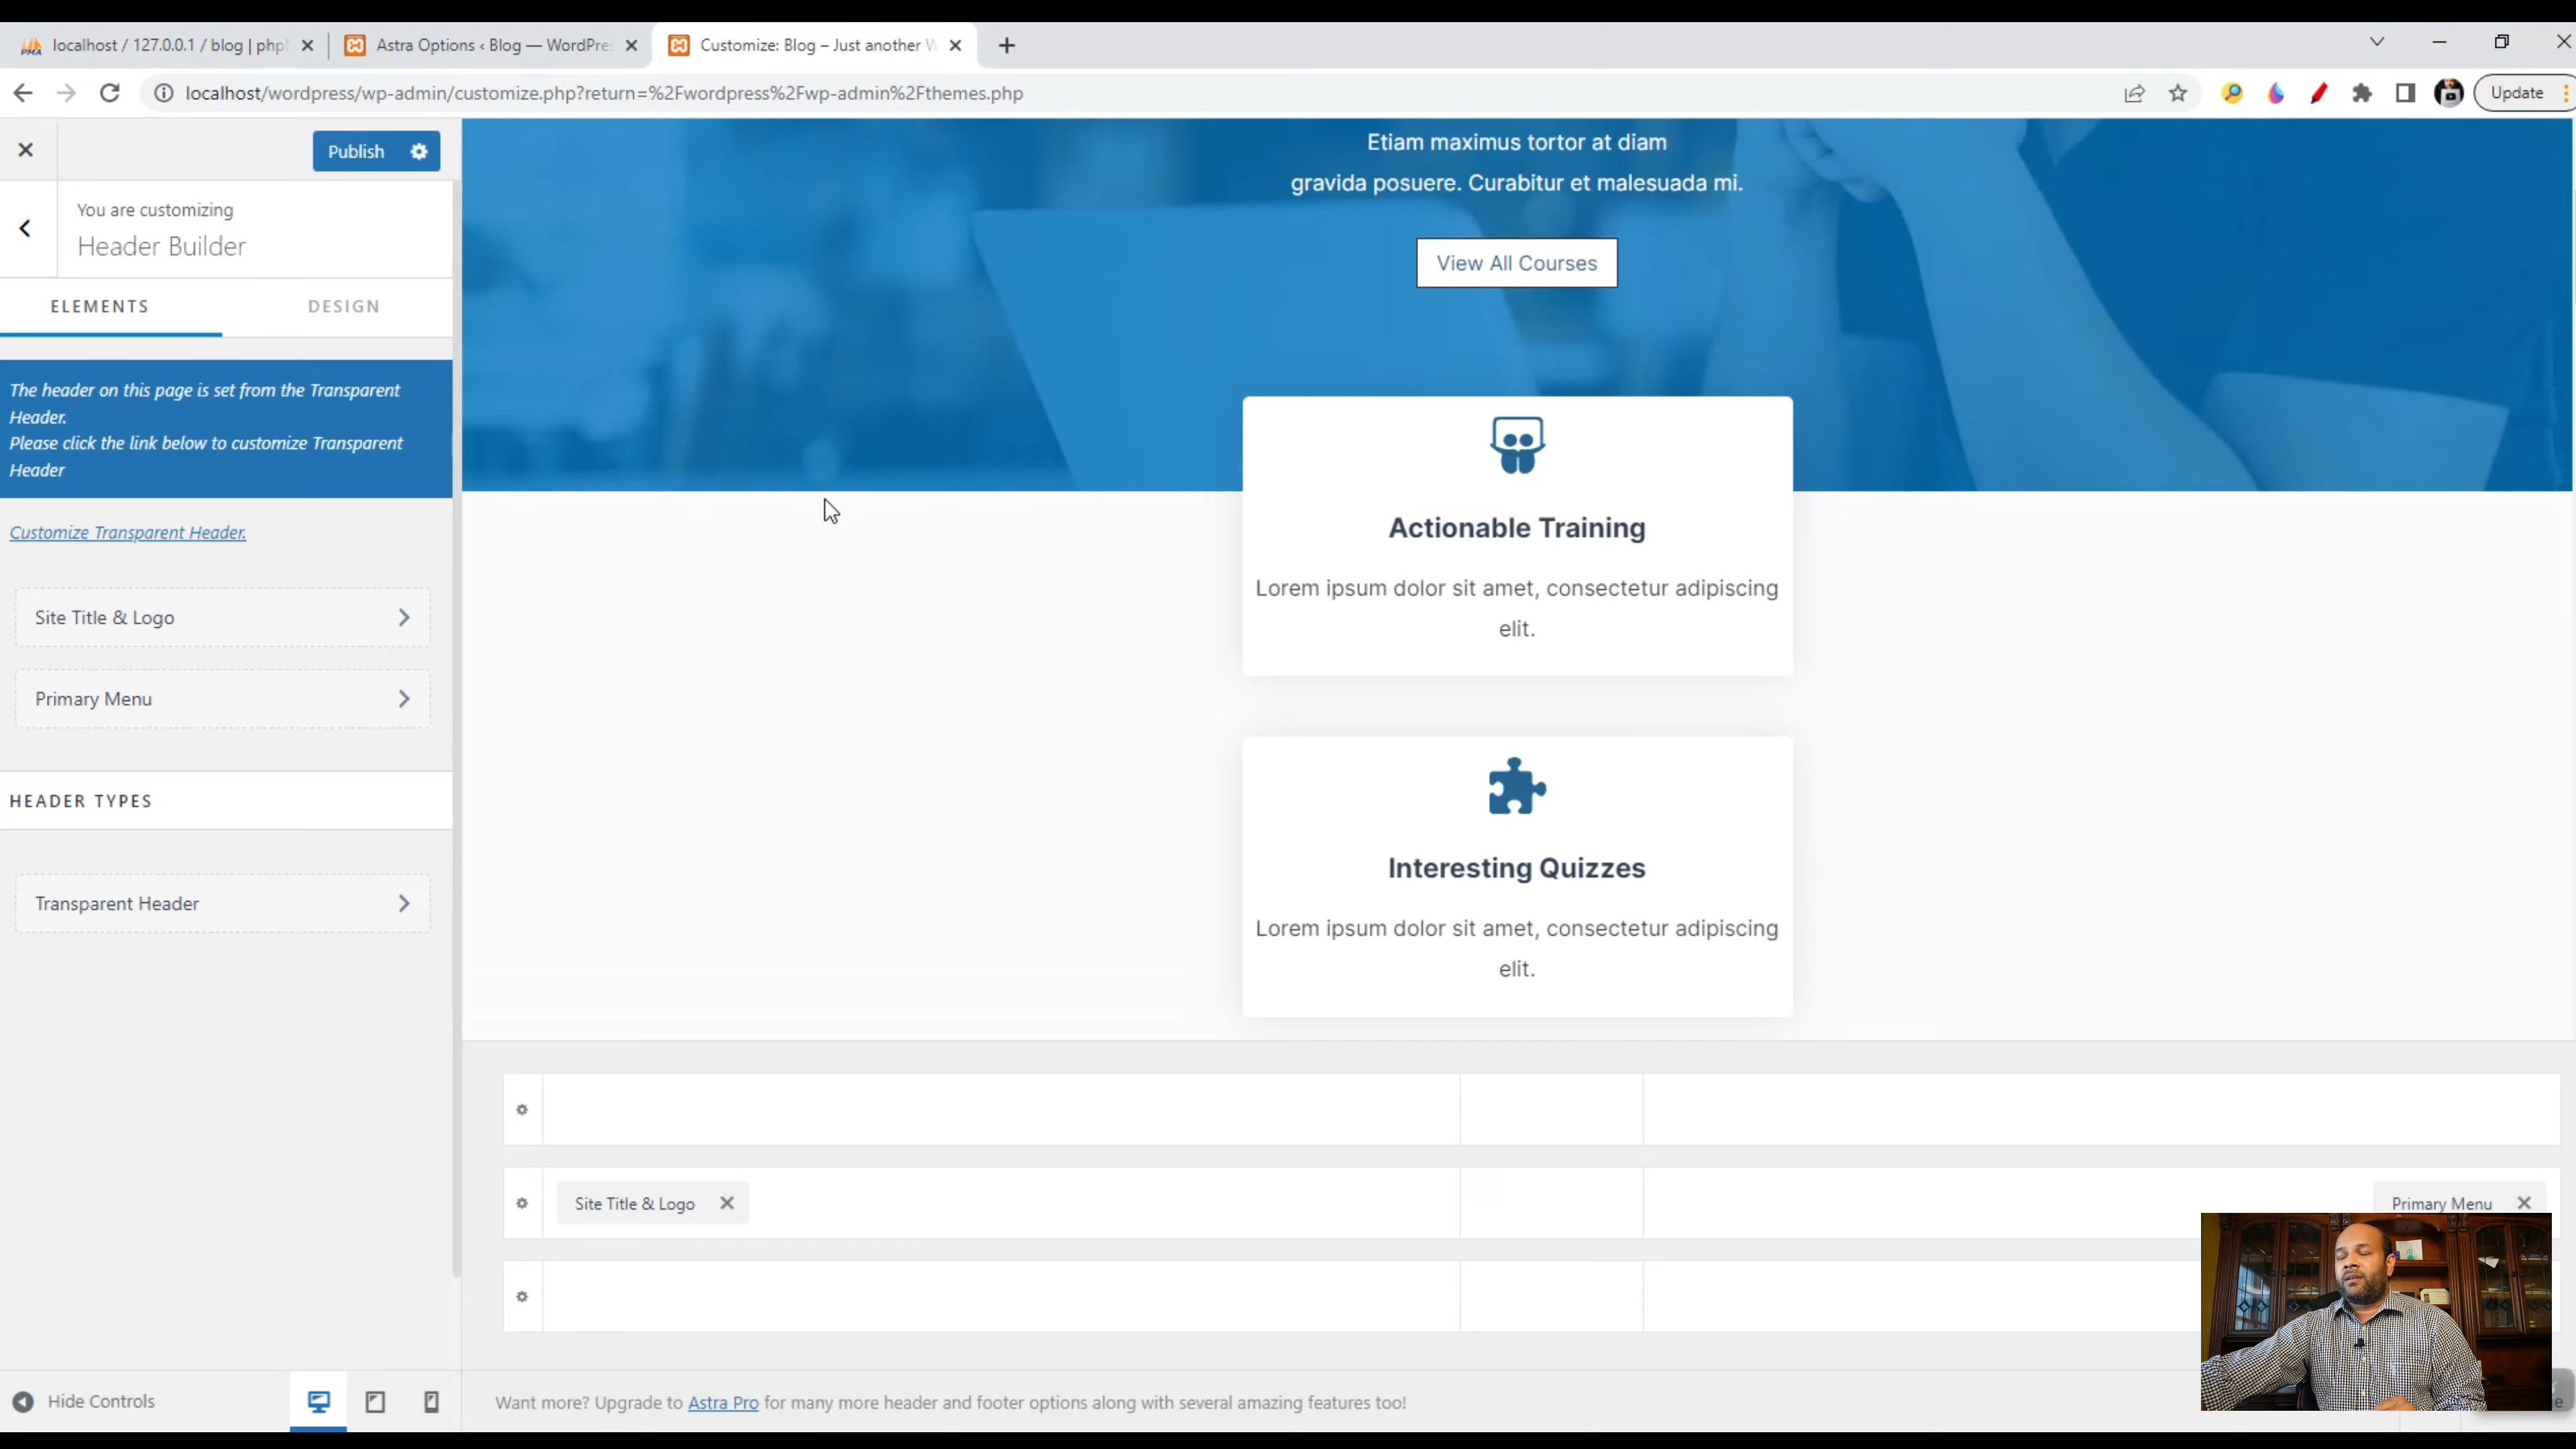 localhost / 127.0.0.1 / blog | php
Astra Options ‹ Blog — WordPre
Customize: Blog – Just another W
localhost/wordpress/wp-admin/customize.php?return=%2Fwordpress%2Fwp-admin%2Fthemes.php
Update
Publish
You are customizing
Header Builder
ELEMENTS
DESIGN
The header on this page is set from the Transparent
Header.
Please click the link below to customize Transparent
Header
Customize Transparent Header.
Site Title & Logo
Primary Menu
HEADER TYPES
Transparent Header
Hide Controls
Etiam maximus tortor at diam
gravida posuere. Curabitur et malesuada mi.
View All Courses
Actionable Training
Lorem ipsum dolor sit amet, consectetur adipiscing
elit.
Interesting Quizzes
Lorem ipsum dolor sit amet, consectetur adipiscing
elit.
Site Title & Logo
Primary Menu
Want more? Upgrade to Astra Pro for many more header and footer options along with several amazing features too!